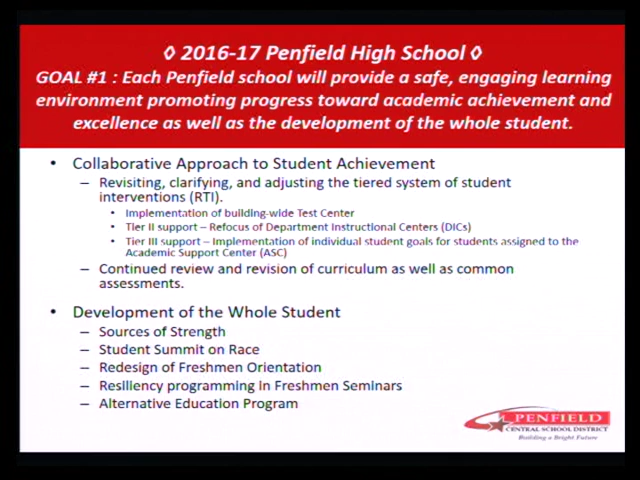 ◊ 2016-17 Penfield High School ◊
GOAL #1 : Each Penfield school will provide a safe, engaging learning
environment promoting progress toward academic achievement and
excellence as well as the development of the whole student.
• Collaborative Approach to Student Achievement
– Revisiting, clarifying, and adjusting the tiered system of student
interventions (RTI).
• Implementation of building-wide Test Center
• Tier II support – Refocus of Department Instructional Centers (DICs)
• Tier III support – Implementation of individual student goals for students assigned to the
Academic Support Center (ASC)
– Continued review and revision of curriculum as well as common
assessments.
• Development of the Whole Student
– Sources of Strength
– Student Summit on Race
– Redesign of Freshmen Orientation
– Resiliency programming in Freshmen Seminars
– Alternative Education Program
PENFIELD
CENTRAL SCHOOL DISTRICT
Building a Bright Future